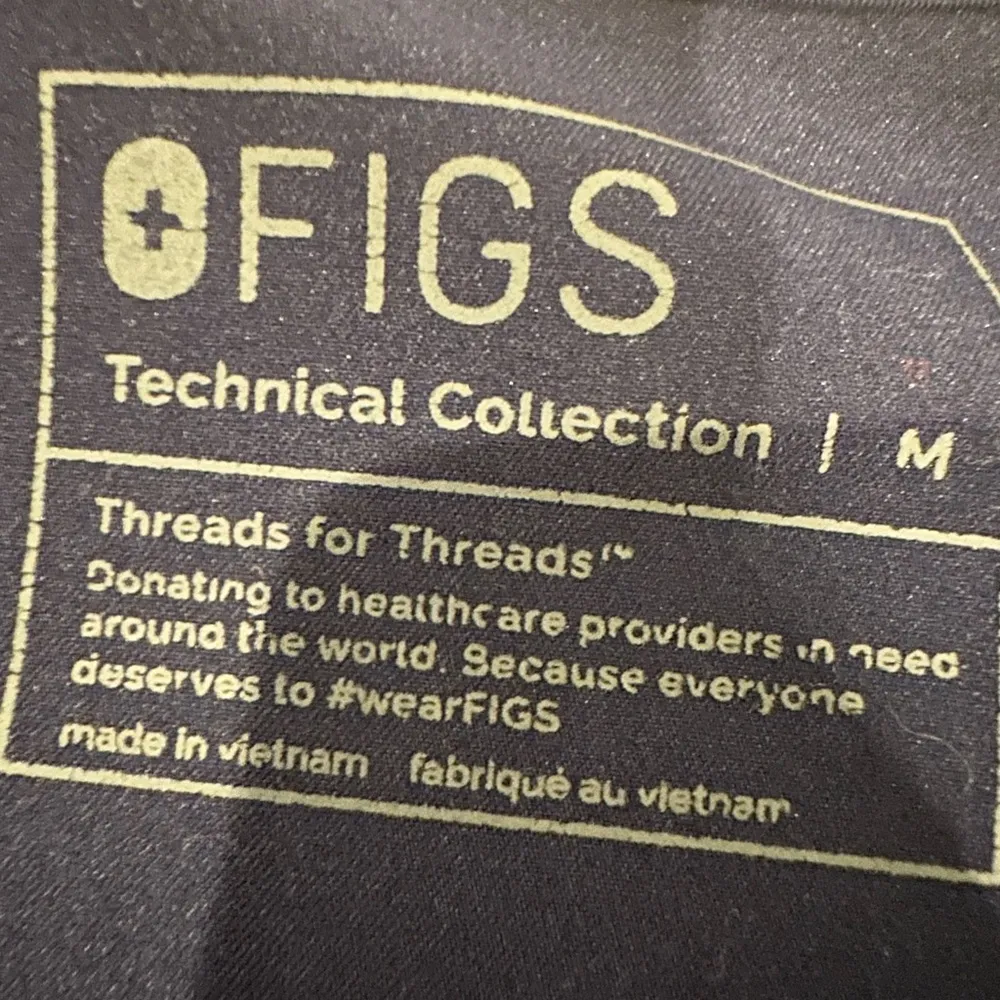 FIGS
Technical Collection | M
Threads for Threads™
Donating to healthcare providers in need
around the world. Because everyone
deserves to #wearFIGS
made in vietnam fabriqué au vietnam